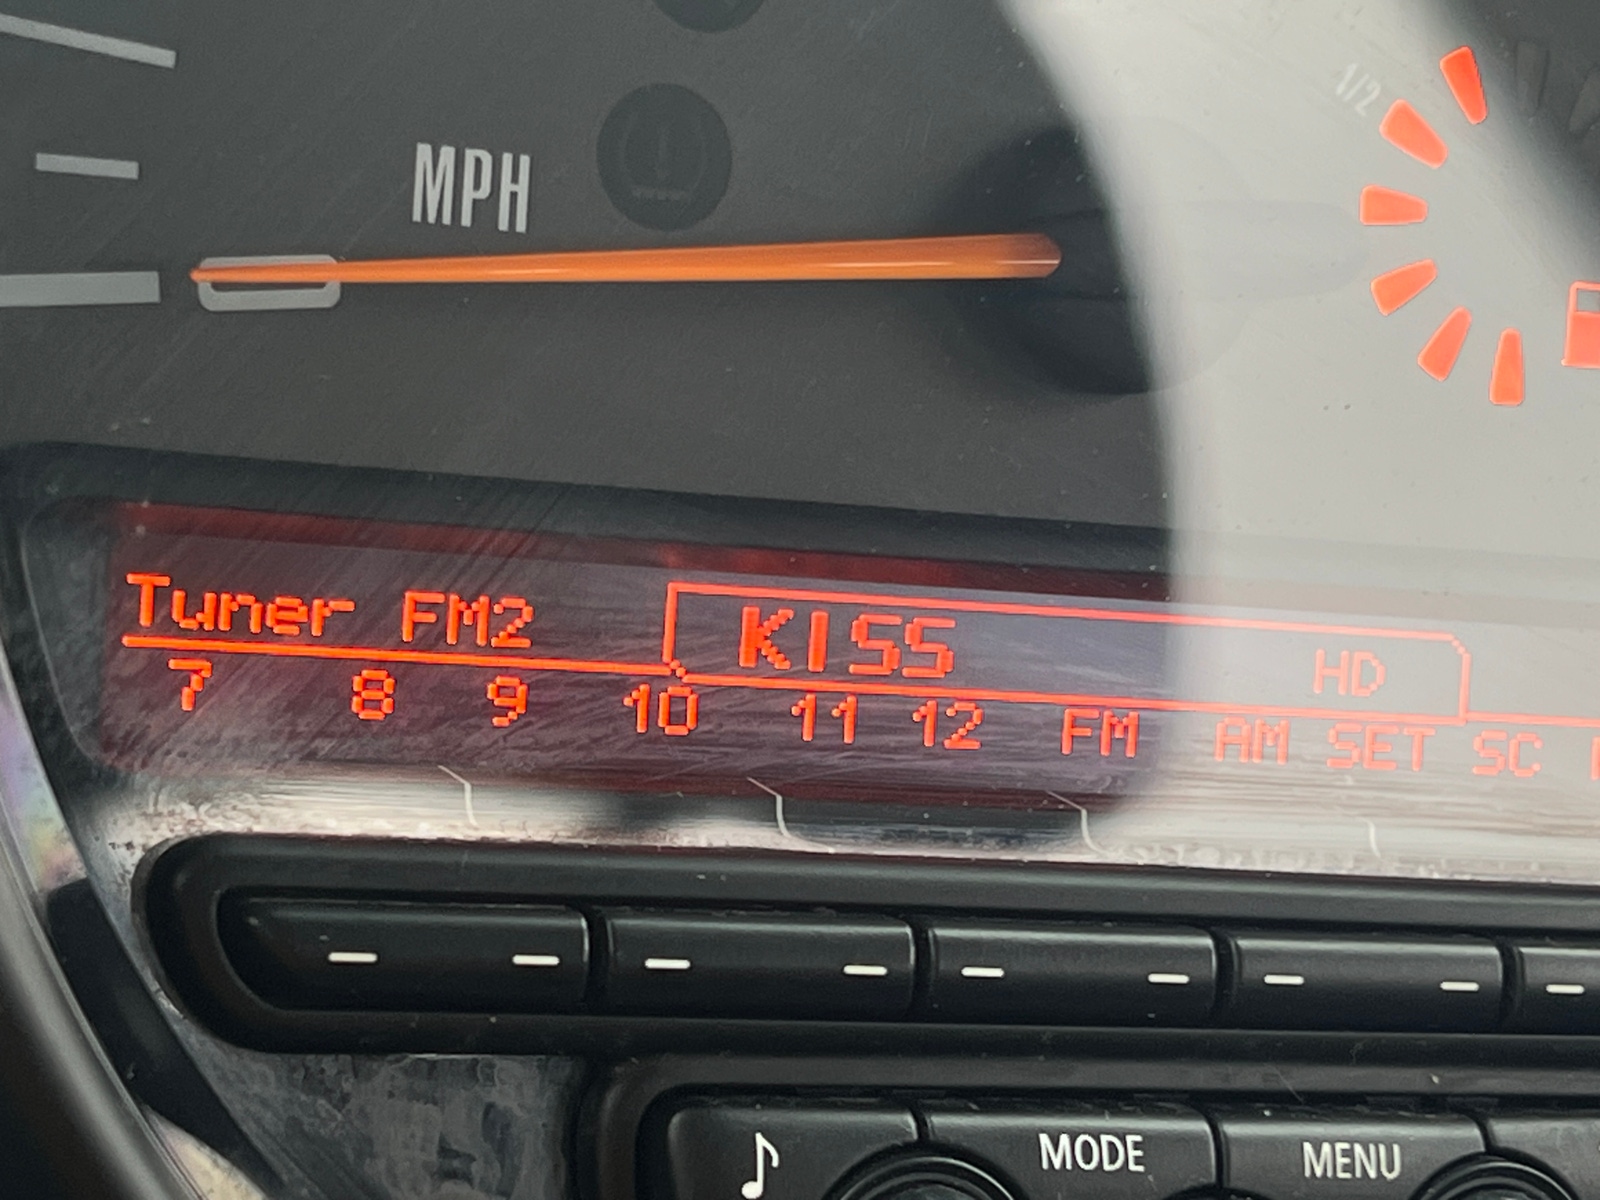 1/2
MPH
Tuner FM2 KISS HD
7 8 9 10 11 12 FM AM SET SC
MODE MENU